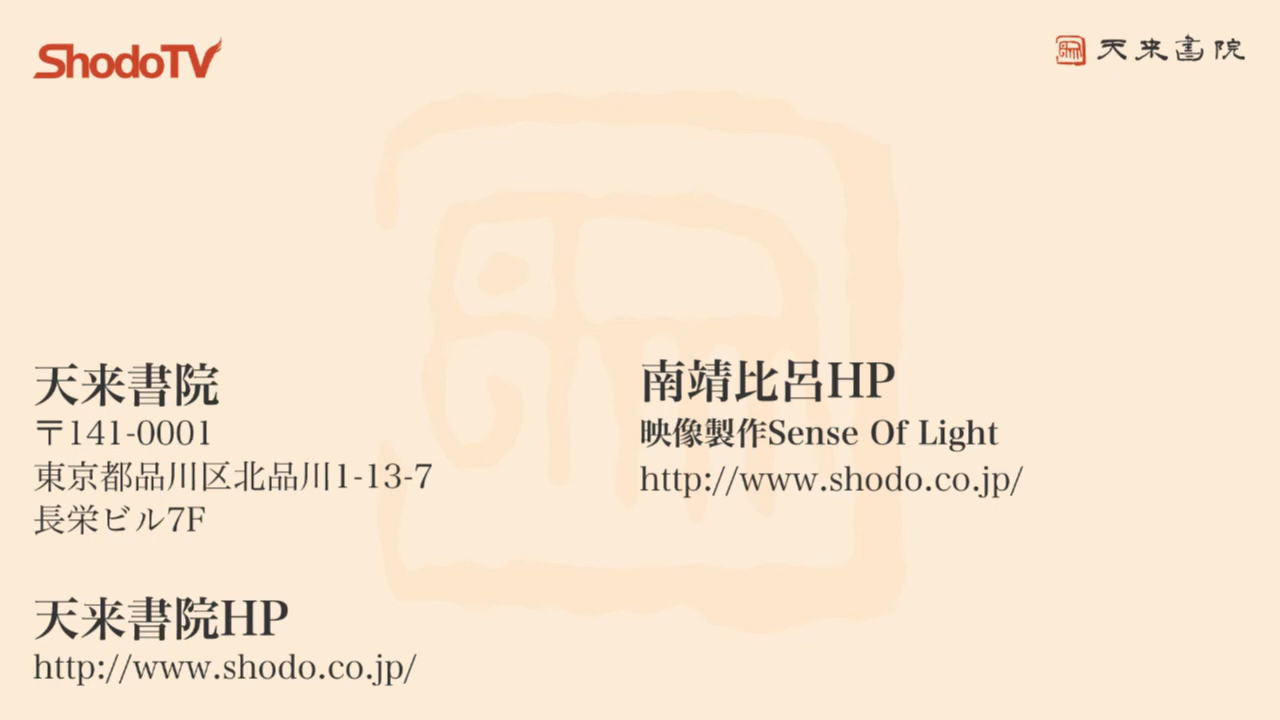 ShodoTV
天来書院
天来書院
〒141-0001
東京都品川区北品川1-13-7
長栄ビル7F
天来書院HP
http://www.shodo.co.jp/
南靖比呂HP
映像製作Sense Of Light
http://www.shodo.co.jp/